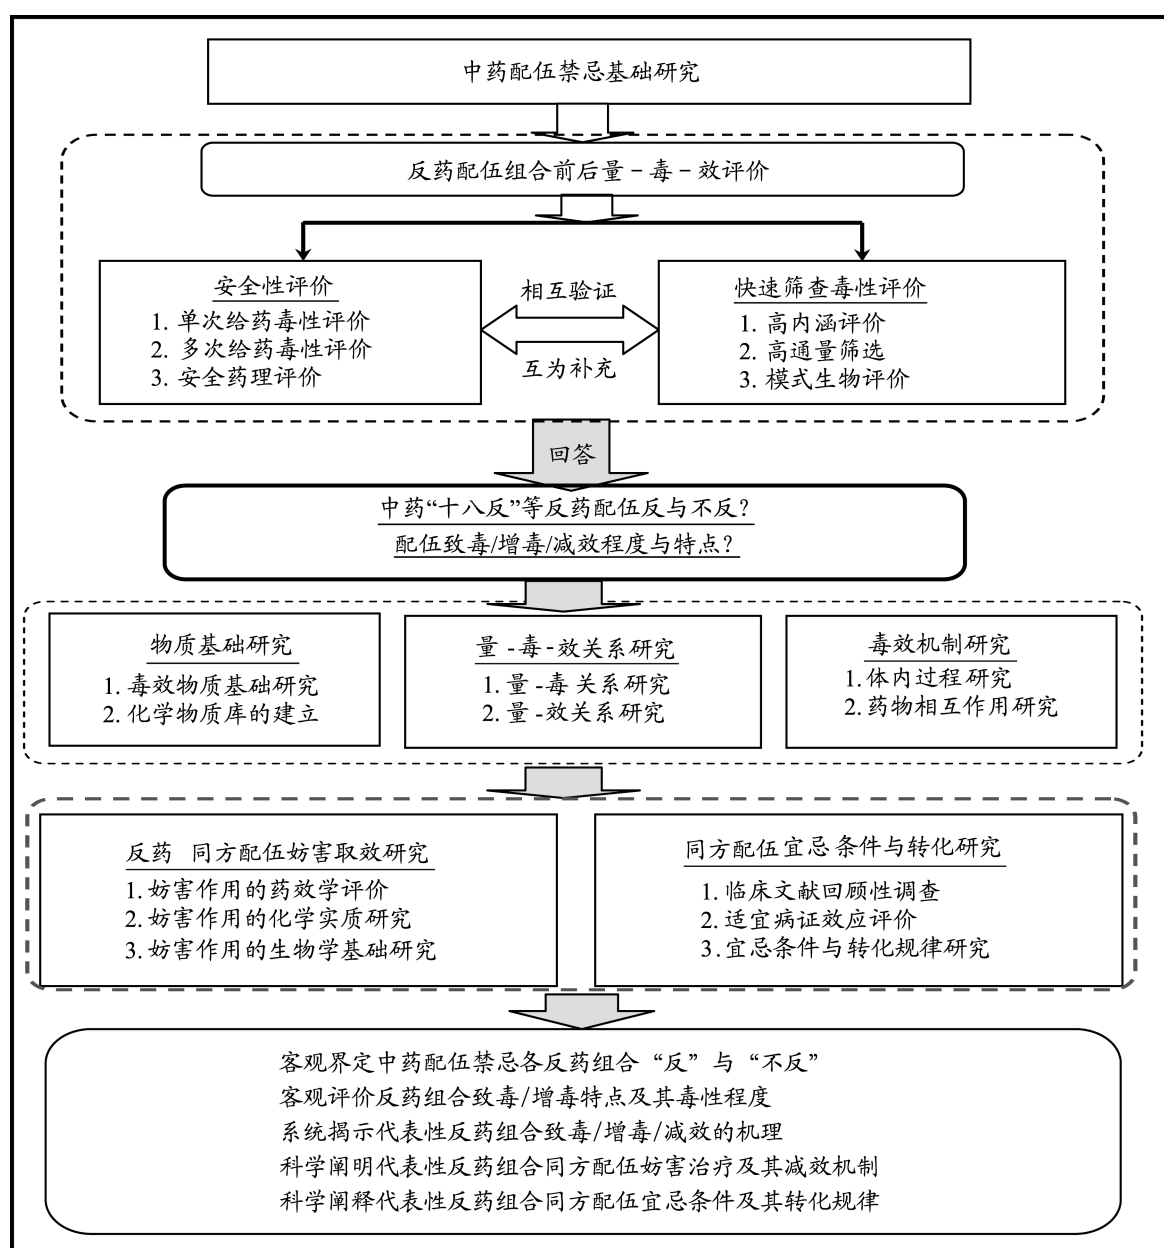 中药配伍禁忌基础研究
反药配伍组合前后量-毒-效评价
安全性评价
1. 单次给药毒性评价
2. 多次给药毒性评价
3. 安全药理评价
相互验证
互为补充
快速筛查毒性评价
1. 高内涵评价
2. 高通量筛选
3. 模式生物评价
回答
中药“十八反”等反药配伍反与不反?
配伍致毒/增毒/减效程度与特点?
物质基础研究
1. 毒效物质基础研究
2. 化学物质库的建立
量-毒-效关系研究
1. 量-毒关系研究
2. 量-效关系研究
毒效机制研究
1. 体内过程研究
2. 药物相互作用研究
反药 同方配伍妨害取效研究
1. 妨害作用的药效学评价
2. 妨害作用的化学实质研究
3. 妨害作用的生物学基础研究
同方配伍宜忌条件与转化研究
1. 临床文献回顾性调查
2. 适宜病证效应评价
3. 宜忌条件与转化规律研究
客观界定中药配伍禁忌各反药组合“反”与“不反”
客观评价反药组合致毒/增毒特点及其毒性程度
系统揭示代表性反药组合致毒/增毒/减效的机理
科学阐明代表性反药组合同方配伍妨害治疗及其减效机制
科学阐释代表性反药组合同方配伍宜忌条件及其转化规律